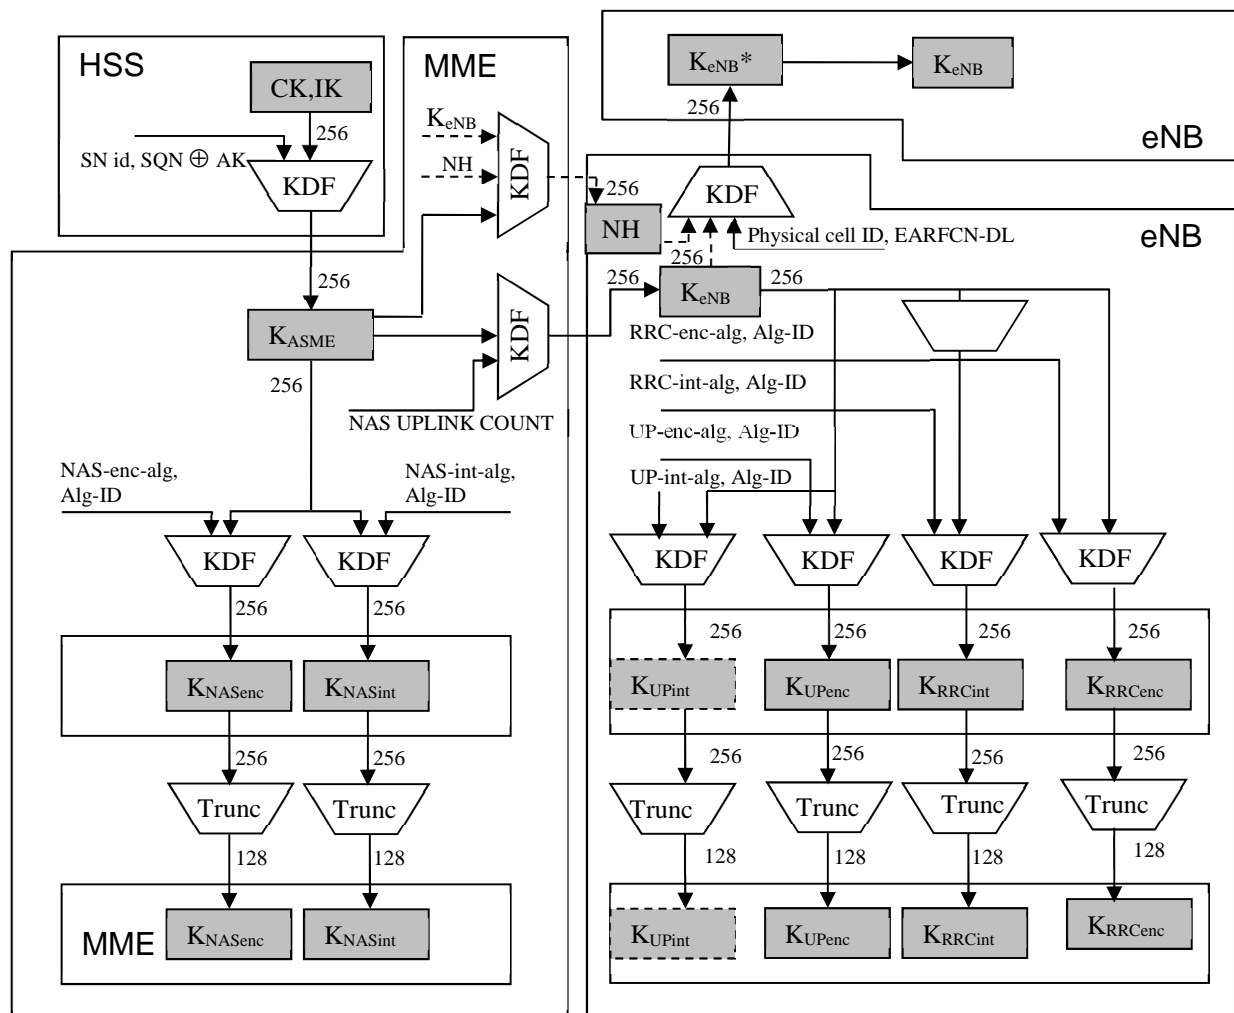 HSS
MME
CK,IK
256
SN id, SQN ⊕ AK
KDF
256
KeNB
NH
KDF
256
KeNB*
KeNB
256
eNB
KDF
NH
Physical cell ID, EARFCN-DL
eNB
256
256
KeNB
256
KASME
256
KDF
NAS UPLINK COUNT
RRC-enc-alg, Alg-ID
RRC-int-alg, Alg-ID
UP-enc-alg, Alg-ID
UP-int-alg, Alg-ID
NAS-enc-alg,
Alg-ID
NAS-int-alg,
Alg-ID
KDF
KDF
KDF
KDF
KDF
KDF
256
256
256
256
256
256
KNASenc
KNASint
KUPint
KUPenc
KRRCint
KRRCenc
256
256
256
256
256
256
Trunc
Trunc
Trunc
Trunc
Trunc
Trunc
128
128
128
128
128
128
MME
KNASenc
KNASint
KUPint
KUPenc
KRRCint
KRRCenc